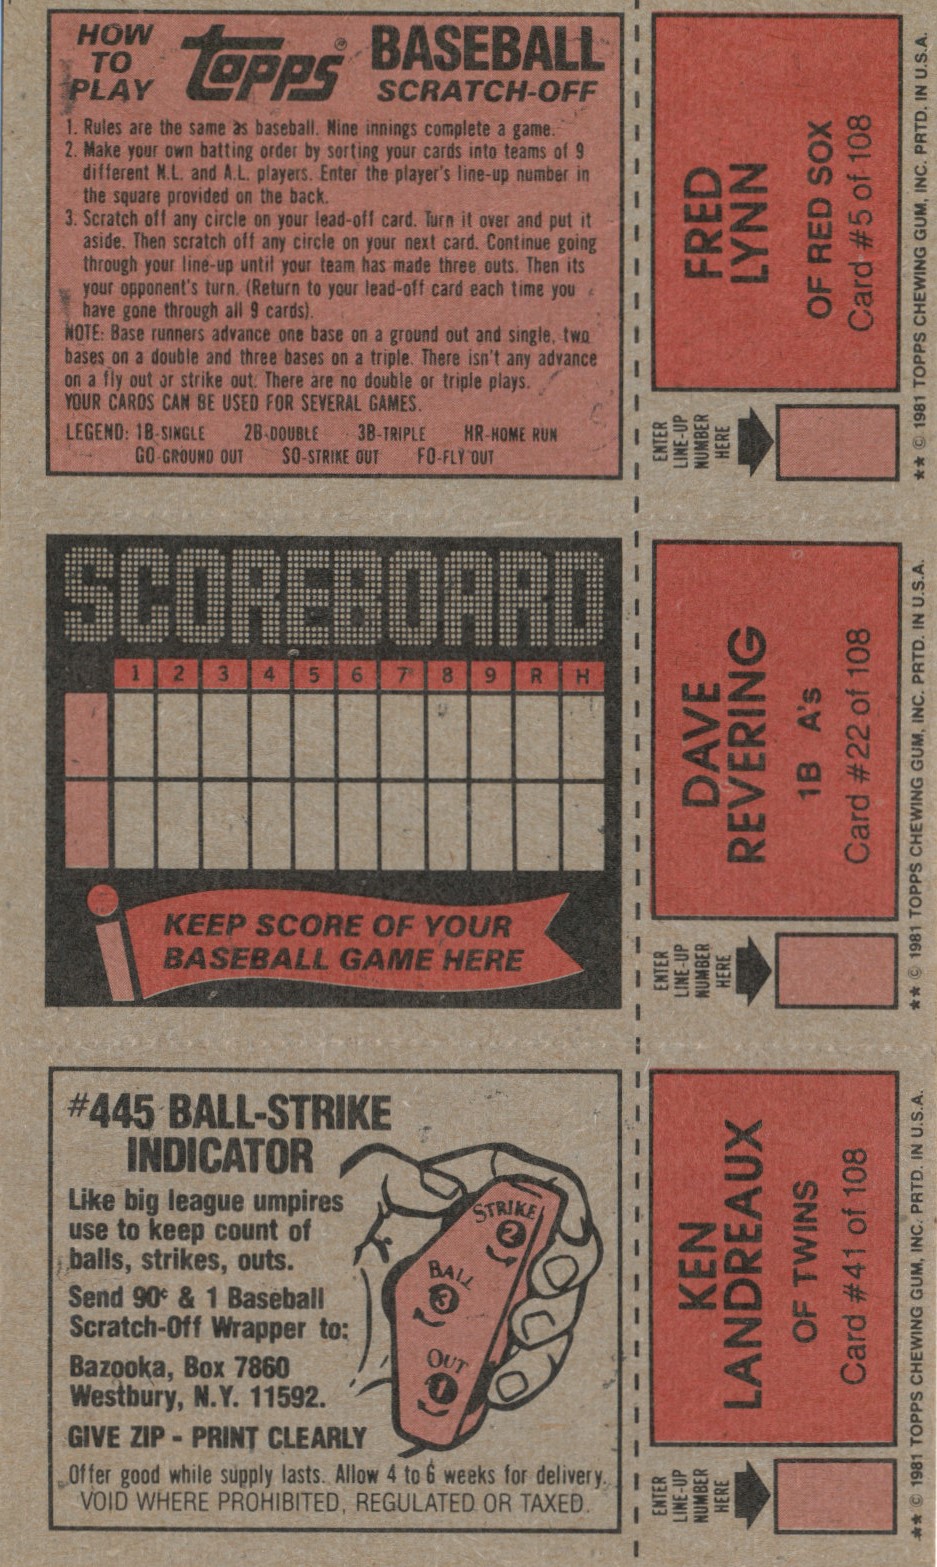 HOW
TO
PLAY
topps® BASEBALL
SCRATCH-OFF
1. Rules are the same as baseball. Nine innings complete a game.
2. Make your own batting order by sorting your cards into teams of 9
different N.L. and A.L. players. Enter the player's line-up number in
the square provided on the back.
3. Scratch off any circle on your lead-off card. Turn it over and put it
aside. Then scratch off any circle on your next card. Continue going
through your line-up until your team has made three outs. Then its
your opponent's turn. (Return to your lead-off card each time you
have gone through all 9 cards).
NOTE: Base runners advance one base on a ground out and single, two
bases on a double and three bases on a triple. There isn't any advance
on a fly out or strike out. There are no double or triple plays.
YOUR CARDS CAN BE USED FOR SEVERAL GAMES.
LEGEND: 1B-SINGLE 2B-DOUBLE 3B-TRIPLE HR-HOME RUN
GO-GROUND OUT SO-STRIKE OUT FO-FLY OUT
FRED
LYNN
OF RED SOX
Card #5 of 108
ENTER
LINE-UP
NUMBER
HERE
** © 1981 TOPPS CHEWING GUM, INC. PRTD. IN U.S.A.
SCOREBOARD
1 2 3 4 5 6 7 8 9 R H
KEEP SCORE OF YOUR
BASEBALL GAME HERE
DAVE
REVERING
1B A's
Card #22 of 108
ENTER
LINE-UP
NUMBER
HERE
** © 1981 TOPPS CHEWING GUM, INC. PRTD. IN U.S.A.
#445 BALL-STRIKE
INDICATOR
Like big league umpires
use to keep count of
balls, strikes, outs.
Send 90¢ & 1 Baseball
Scratch-Off Wrapper to:
Bazooka, Box 7860
Westbury, N.Y. 11592.
GIVE ZIP - PRINT CLEARLY
Offer good while supply lasts. Allow 4 to 6 weeks for delivery.
VOID WHERE PROHIBITED, REGULATED OR TAXED.
STRIKE
2
BALL
3
OUT
1
KEN
LANDREAUX
OF TWINS
Card #41 of 108
ENTER
LINE-UP
NUMBER
HERE
** © 1981 TOPPS CHEWING GUM, INC. PRTD. IN U.S.A.